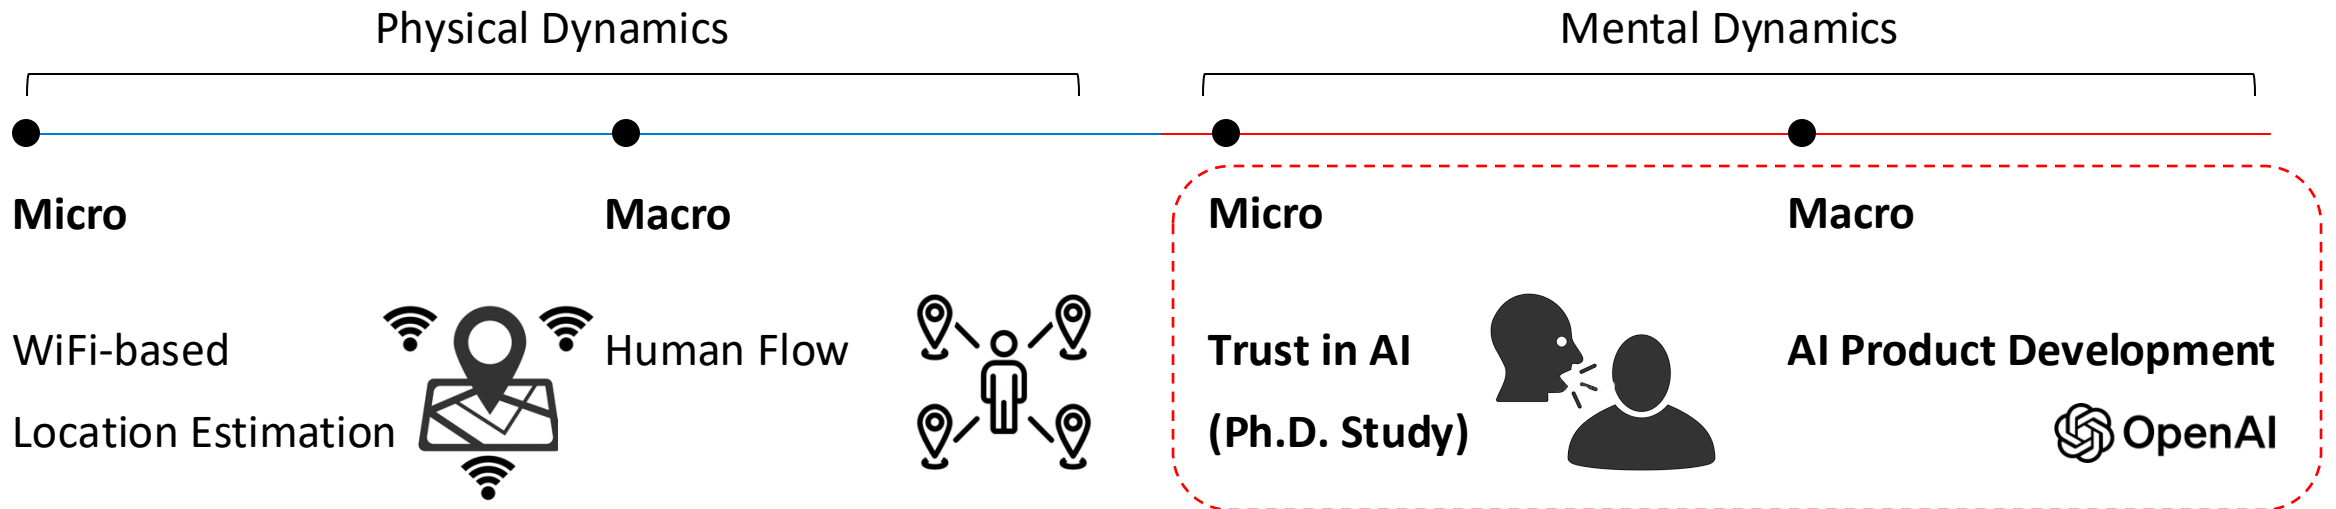 Physical Dynamics
Mental Dynamics
Micro
Macro
Micro
Macro
WiFi-based
Location Estimation
Human Flow
Trust in AI
(Ph.D. Study)
AI Product Development
OpenAI